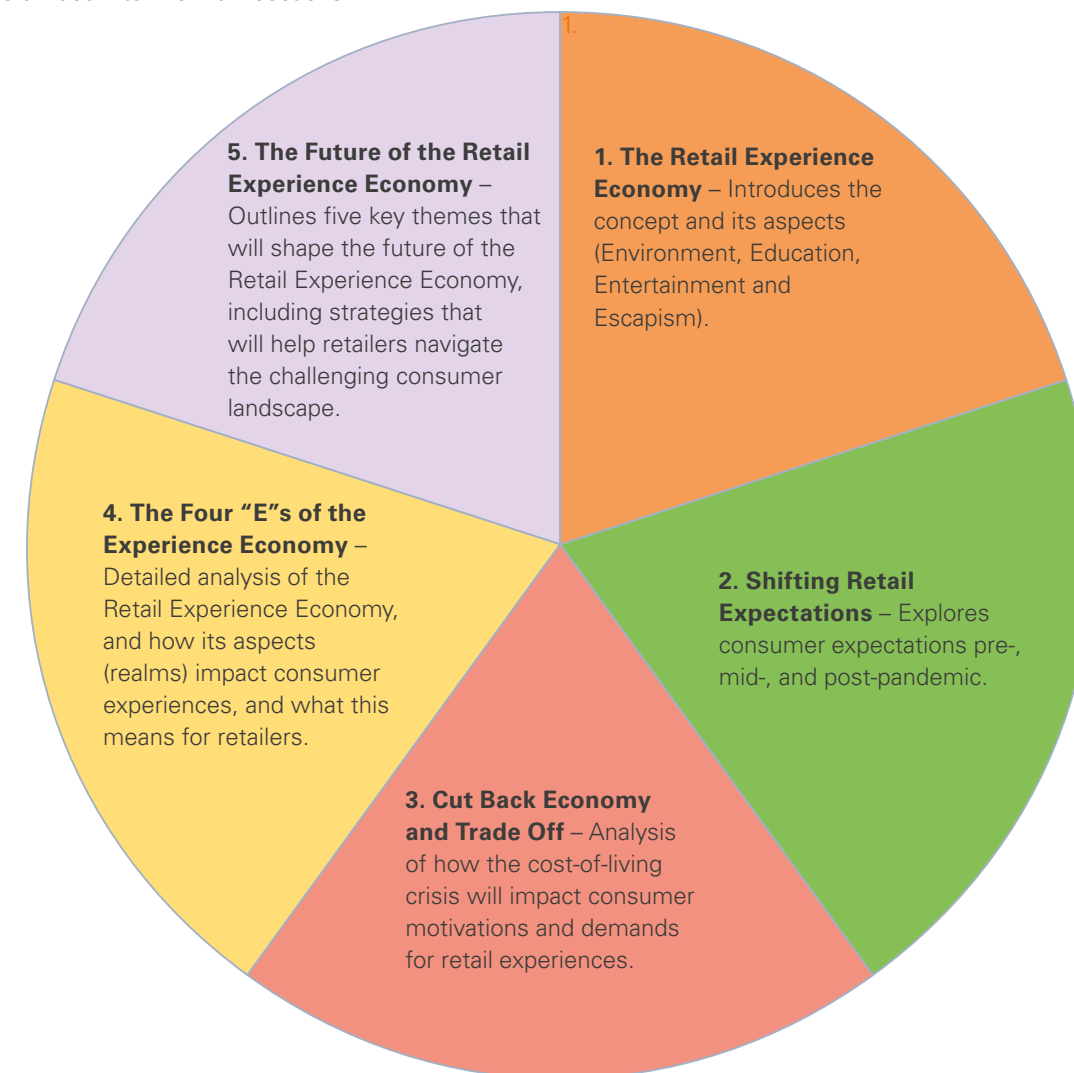 1.
5. The Future of the Retail
Experience Economy –
Outlines five key themes that
will shape the future of the
Retail Experience Economy,
including strategies that
will help retailers navigate
the challenging consumer
landscape.
1. The Retail Experience
Economy – Introduces the
concept and its aspects
(Environment, Education,
Entertainment and
Escapism).
4. The Four “E”s of the
Experience Economy –
Detailed analysis of the
Retail Experience Economy,
and how its aspects
(realms) impact consumer
experiences, and what this
means for retailers.
2. Shifting Retail
Expectations – Explores
consumer expectations pre-,
mid-, and post-pandemic.
3. Cut Back Economy
and Trade Off – Analysis
of how the cost-of-living
crisis will impact consumer
motivations and demands
for retail experiences.